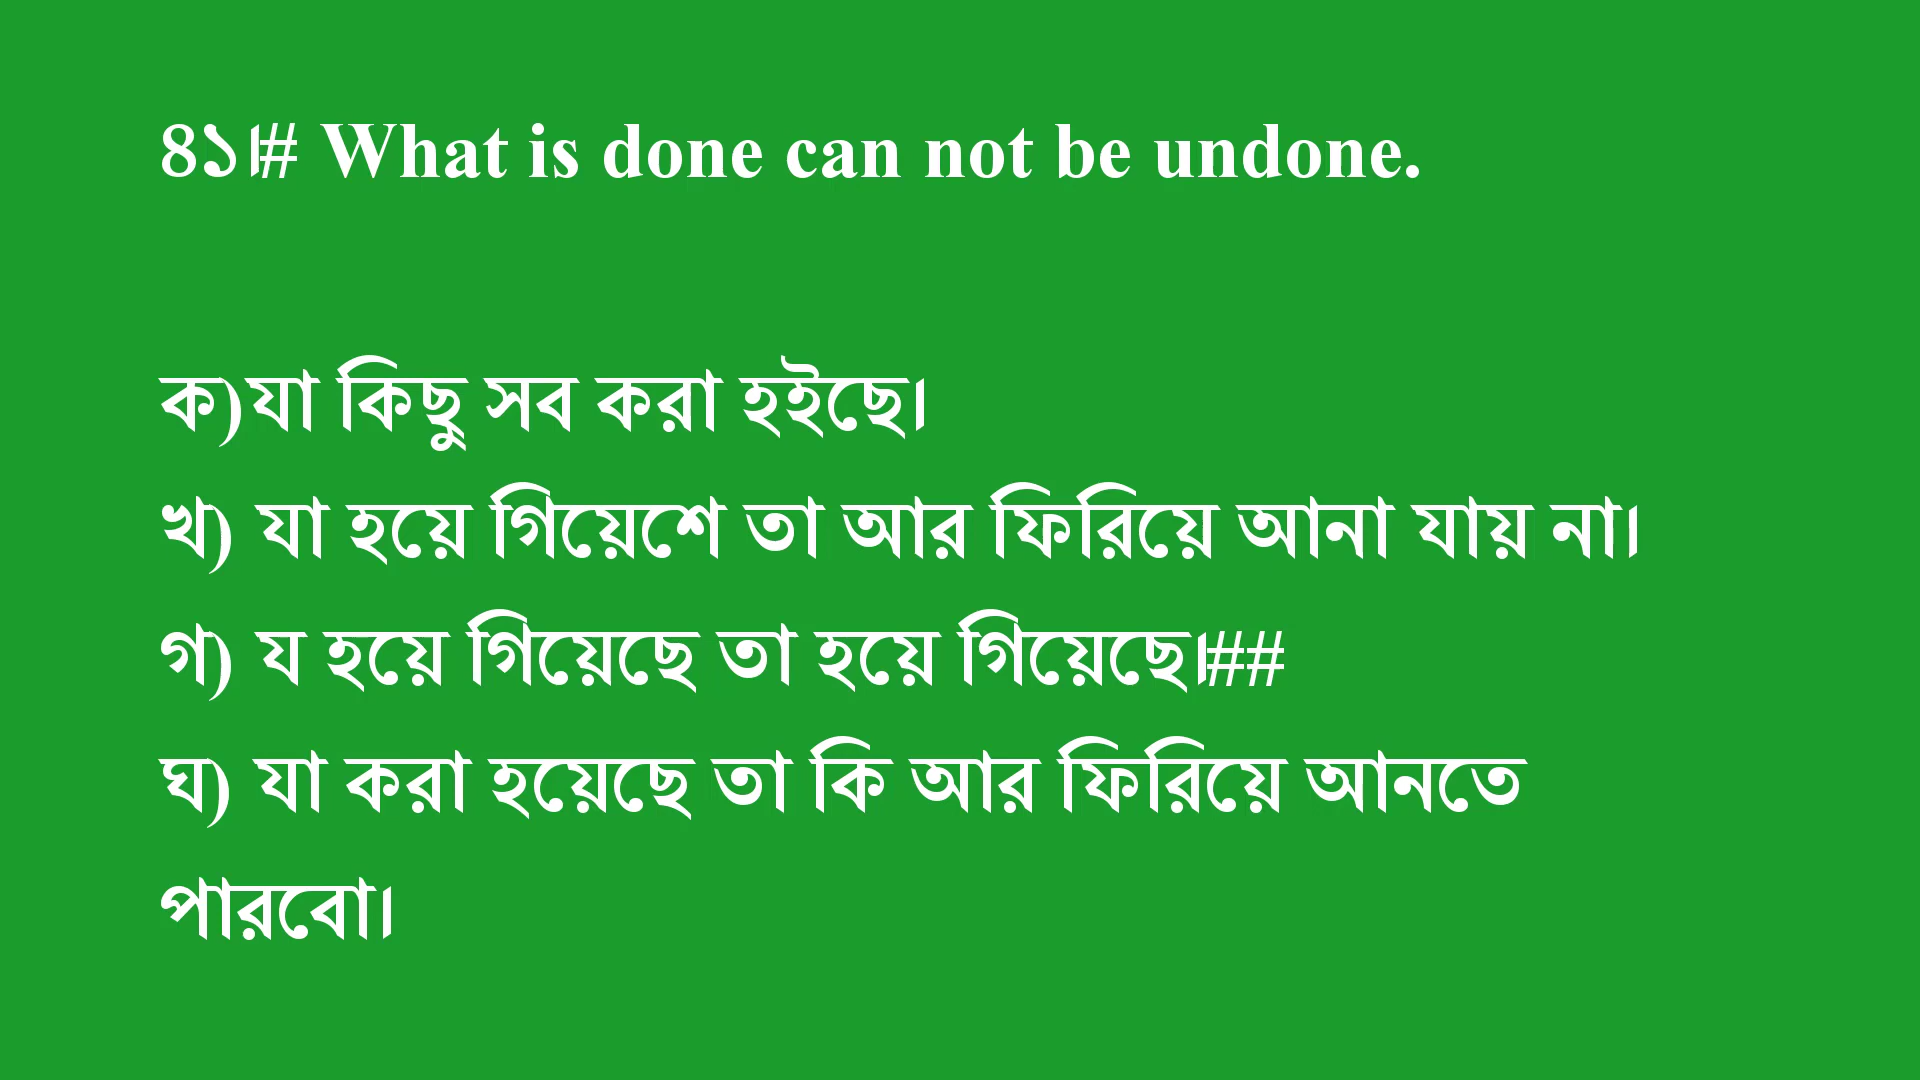 ৪১।# What is done can not be undone.
ক)যা কিছু সব করা হইছে।
খ) যা হয়ে গিয়েশে তা আর ফিরিয়ে আনা যায় না।
গ) য হয়ে গিয়েছে তা হয়ে গিয়েছে।##
ঘ) যা করা হয়েছে তা কি আর ফিরিয়ে আনতে
পারবো।